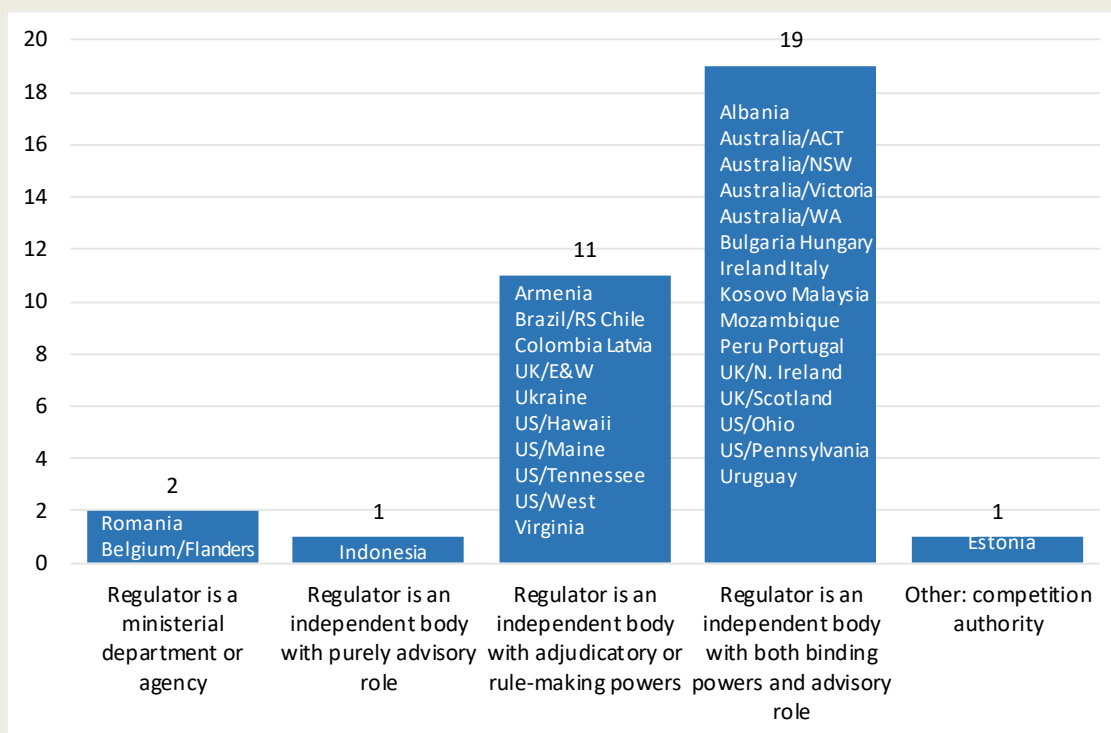 20
18
16
14
12
10
8
6
4
2
0
2
Romania
Belgium/Flanders
1
Indonesia
11
Armenia
Brazil/RS Chile
Colombia Latvia
UK/E&W
Ukraine
US/Hawaii
US/Maine
US/Tennessee
US/West
Virginia
19
Albania
Australia/ACT
Australia/NSW
Australia/Victoria
Australia/WA
Bulgaria Hungary
Ireland Italy
Kosovo Malaysia
Mozambique
Peru Portugal
UK/N. Ireland
UK/Scotland
US/Ohio
US/Pennsylvania
Uruguay
1
Estonia
Regulator is a
ministerial
department or
agency
Regulator is an
independent body
with purely advisory
role
Regulator is an
independent body
with adjudicatory or
rule-making powers
Regulator is an
independent body
with both binding
powers and advisory
role
Other: competition
authority